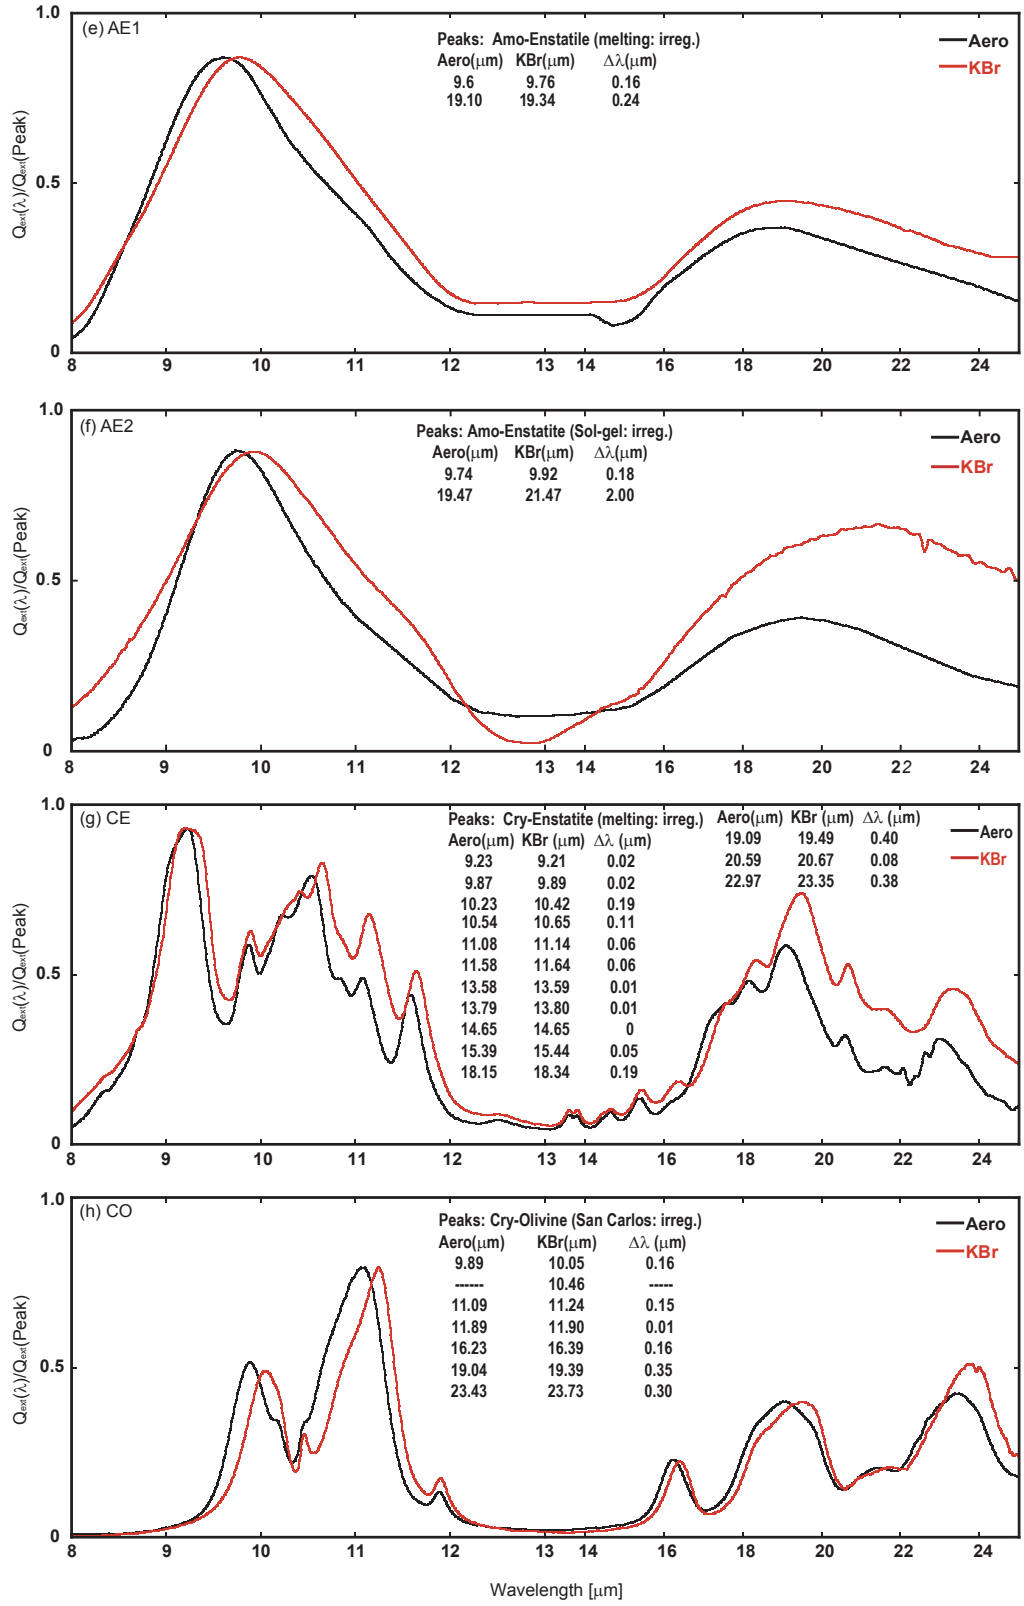 1.0
(e) AE1
Peaks: Amo-Enstatile (melting: irreg.)
Aero(μm) KBr(μm) Δλ(μm)
9.6 9.76 0.16
19.10 19.34 0.24
Aero
KBr
Qext(λ)/Qext(Peak)
0.5
0
8 9 10 11 12 13 14 16 18 20 22 24
1.0
(f) AE2
Peaks: Amo-Enstatite (Sol-gel: irreg.)
Aero(μm) KBr(μm) Δλ(μm)
9.74 9.92 0.18
19.47 21.47 2.00
Aero
KBr
Qext(λ)/Qext(Peak)
0.5
0
8 9 10 11 12 13 14 16 18 20 22 24
1.0
(g) CE
Peaks: Cry-Enstatite (melting: irreg.)
Aero(μm) KBr (μm) Δλ (μm)
9.23 9.21 0.02
9.87 9.89 0.02
10.23 10.42 0.19
10.54 10.65 0.11
11.08 11.14 0.06
11.58 11.64 0.06
13.58 13.59 0.01
13.79 13.80 0.01
14.65 14.65 0
15.39 15.44 0.05
18.15 18.34 0.19
Aero(μm) KBr (μm) Δλ (μm)
19.09 19.49 0.40
20.59 20.67 0.08
22.97 23.35 0.38
Aero
KBr
Qext(λ)/Qext(Peak)
0.5
0
8 9 10 11 12 13 14 16 18 20 22 24
1.0
(h) CO
Peaks: Cry-Olivine (San Carlos: irreg.)
Aero(μm) KBr(μm) Δλ (μm)
9.89 10.05 0.16
------ 10.46 -----
11.09 11.24 0.15
11.89 11.90 0.01
16.23 16.39 0.16
19.04 19.39 0.35
23.43 23.73 0.30
Aero
KBr
Qext(λ)/Qext(Peak)
0.5
0
8 9 10 11 12 13 14 16 18 20 22 24
Wavelength [μm]